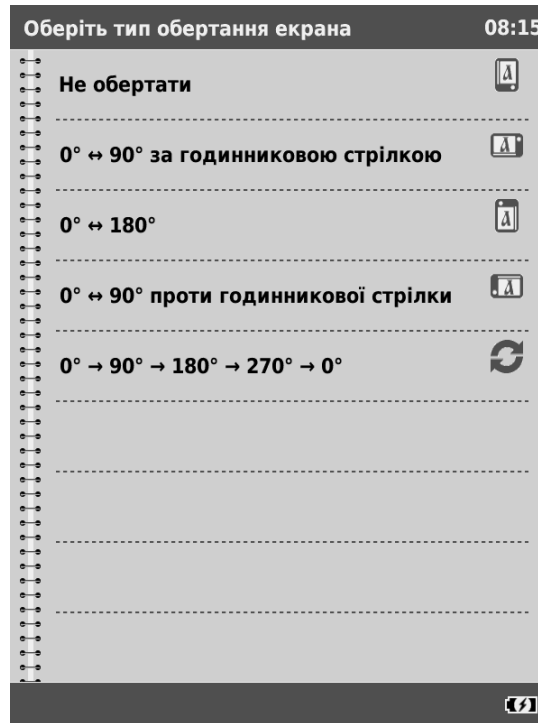 Оберіть тип обертання екрана 08:15
Не обертати
0° ↔ 90° за годинниковою стрілкою
0° ↔ 180°
0° ↔ 90° проти годинникової стрілки
0° → 90° → 180° → 270° → 0°